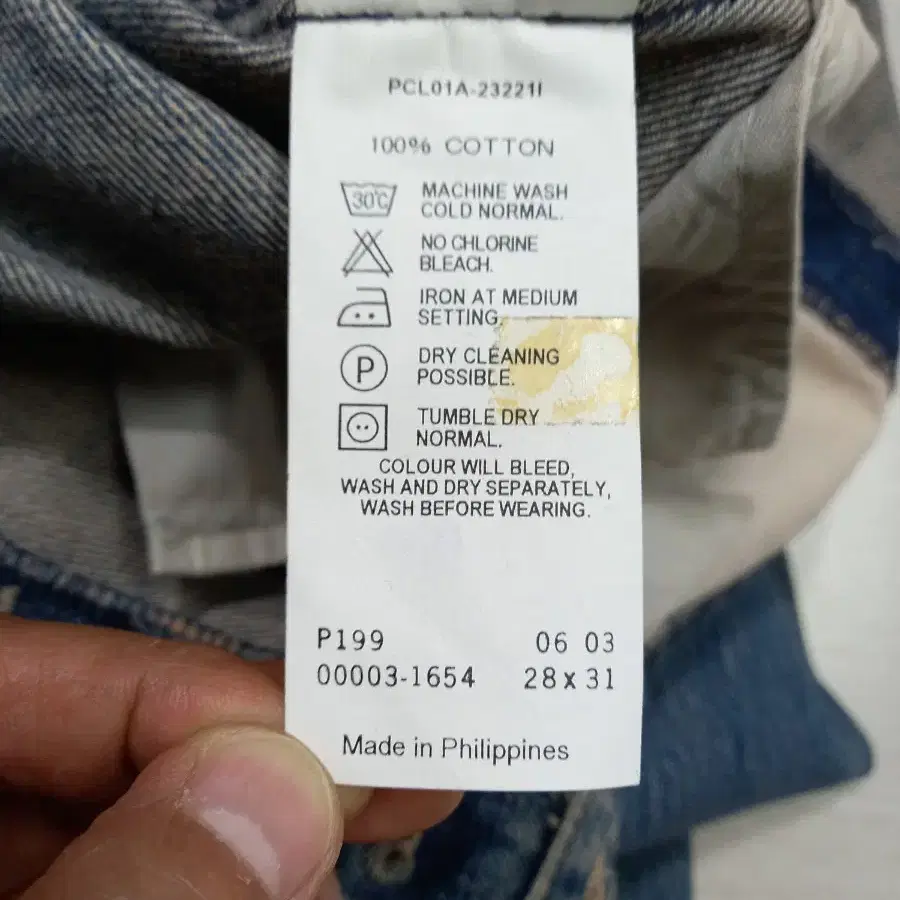 PCL01A-23221I
100% COTTON
30°C
MACHINE WASH
COLD NORMAL.
NO CHLORINE
BLEACH.
IRON AT MEDIUM
SETTING.
P
DRY CLEANING
POSSIBLE.
TUMBLE DRY
NORMAL.
COLOUR WILL BLEED,
WASH AND DRY SEPARATELY,
WASH BEFORE WEARING.
P199 06 03
00003-1654 28 x 31
Made in Philippines